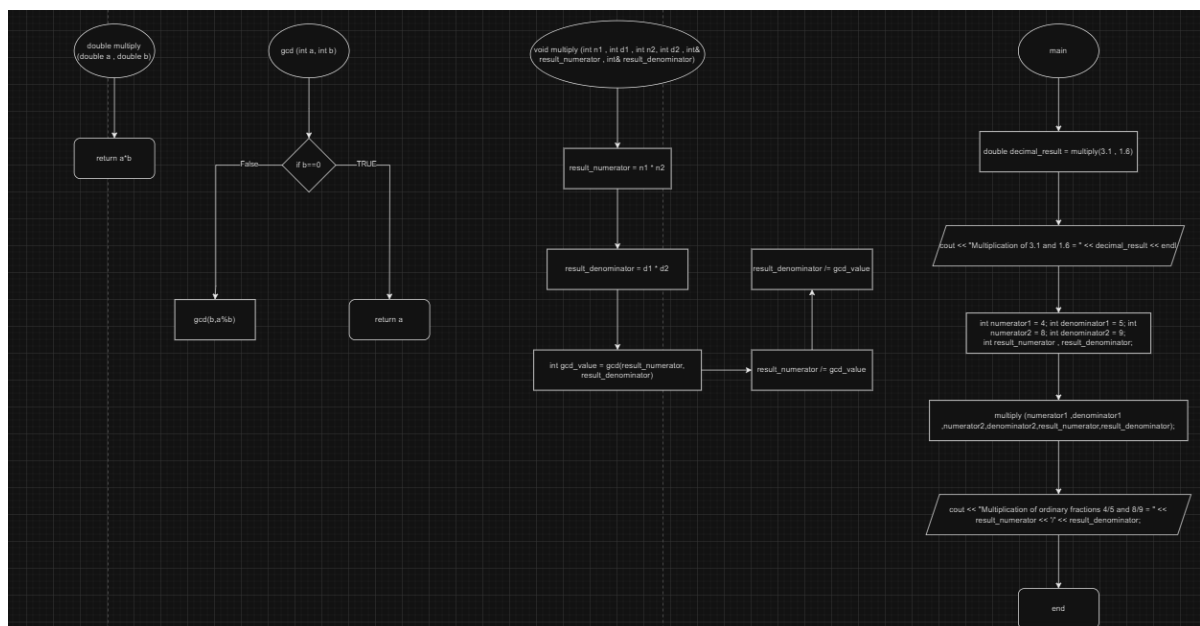 double multiply
(double a , double b)
return a*b
gcd (int a, int b)
if b==0
False
TRUE
gcd(b,a%b)
return a
void multiply (int n1 , int d1 , int n2, int d2 , int&
result_numerator , int& result_denominator)
result_numerator = n1 * n2
result_denominator = d1 * d2
int gcd_value = gcd(result_numerator,
result_denominator)
result_denominator /= gcd_value
result_numerator /= gcd_value
main
double decimal_result = multiply(3.1 , 1.6)
cout << "Multiplication of 3.1 and 1.6 = " << decimal_result << endl
int numerator1 = 4; int denominator1 = 5; int
numerator2 = 8; int denominator2 = 9;
int result_numerator , result_denominator;
multiply (numerator1 ,denominator1
,numerator2,denominator2,result_numerator,result_denominator);
cout << "Multiplication of ordinary fractions 4/5 and 8/9 = " <<
result_numerator << '/' << result_denominator;
end